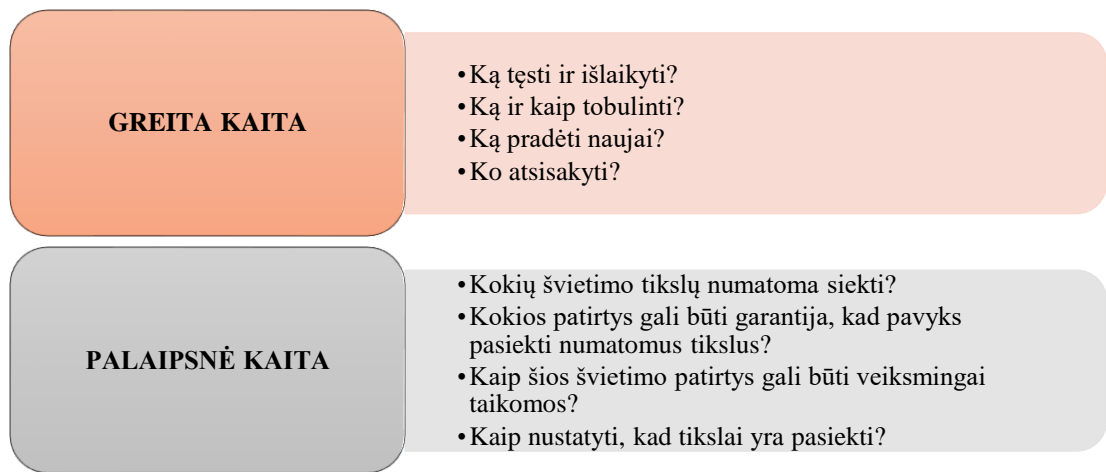 GREITA KAITA
•Ką tęsti ir išlaikyti?
•Ką ir kaip tobulinti?
•Ką pradėti naujai?
•Ko atsisakyti?
PALAIPSNĖ KAITA
•Kokių švietimo tikslų numatoma siekti?
•Kokios patirtys gali būti garantija, kad pavyks
pasiekti numatomus tikslus?
•Kaip šios švietimo patirtys gali būti veiksmingai
taikomos?
•Kaip nustatyti, kad tikslai yra pasiekti?